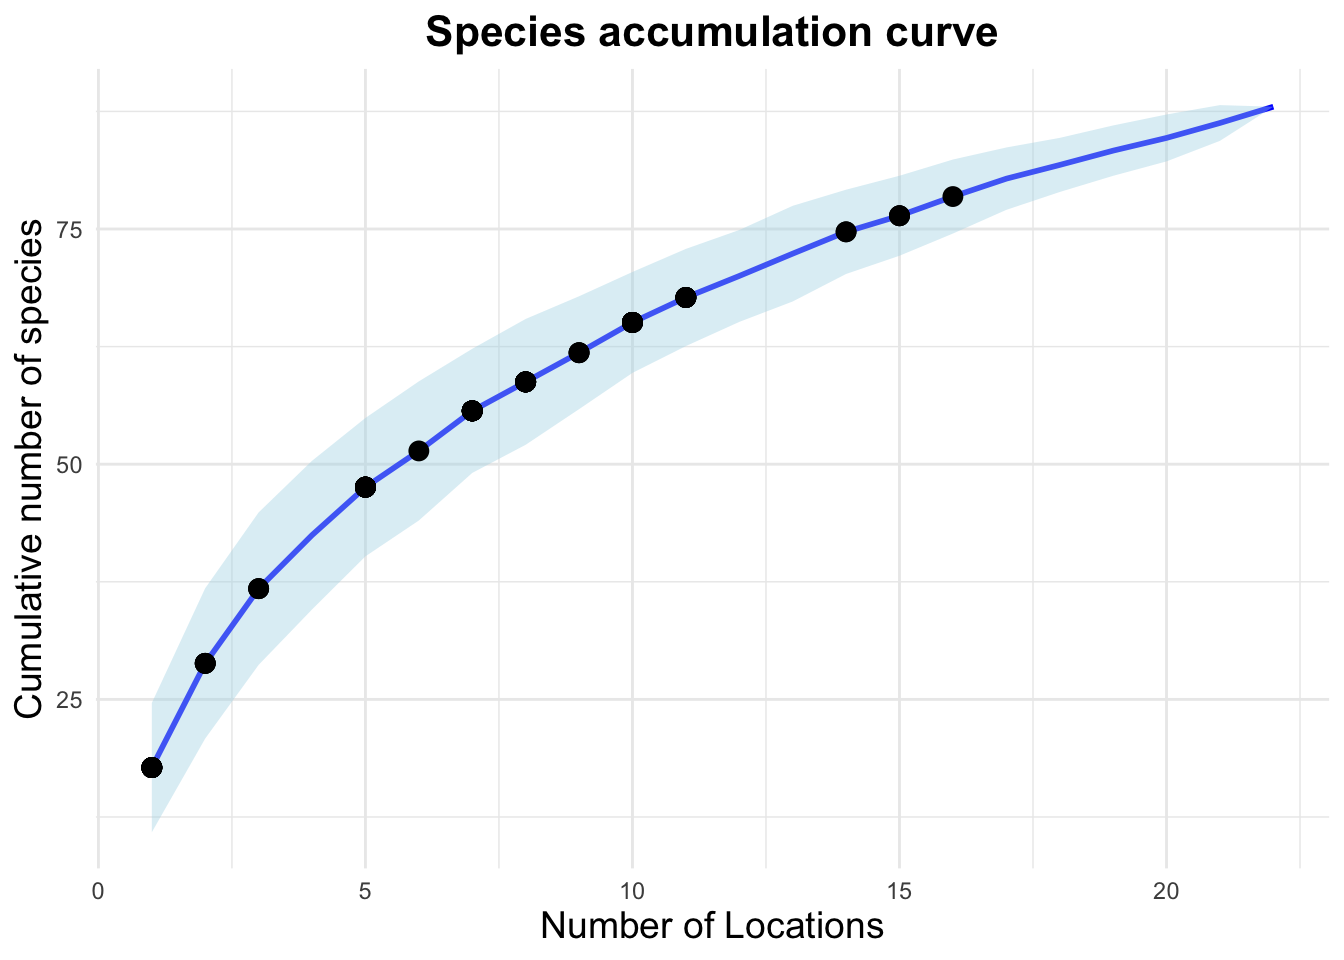 Species accumulation curve
Cumulative number of species
75
50
25
0 5 10 15 20
Number of Locations